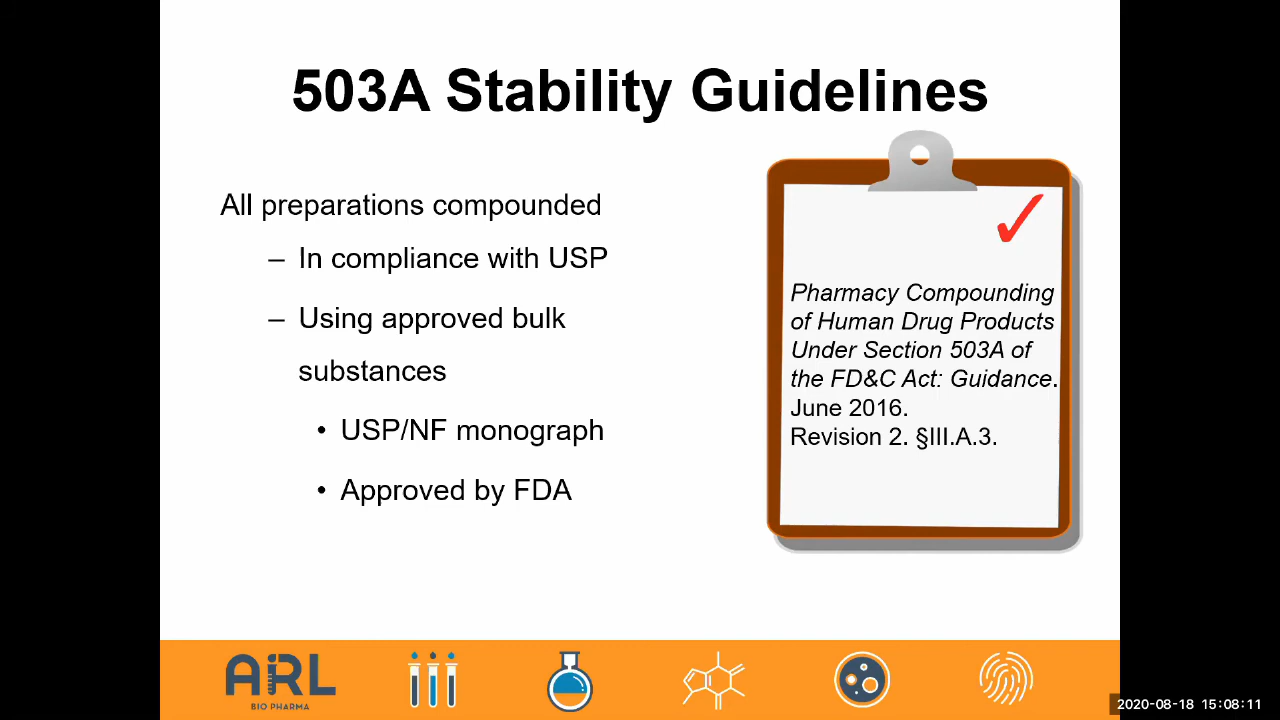 503A Stability Guidelines
All preparations compounded
– In compliance with USP
– Using approved bulk
substances
• USP/NF monograph
• Approved by FDA
Pharmacy Compounding
of Human Drug Products
Under Section 503A of
the FD&C Act: Guidance.
June 2016.
Revision 2. §III.A.3.
ARL
BIO PHARMA
2020-08-18 15:08:11